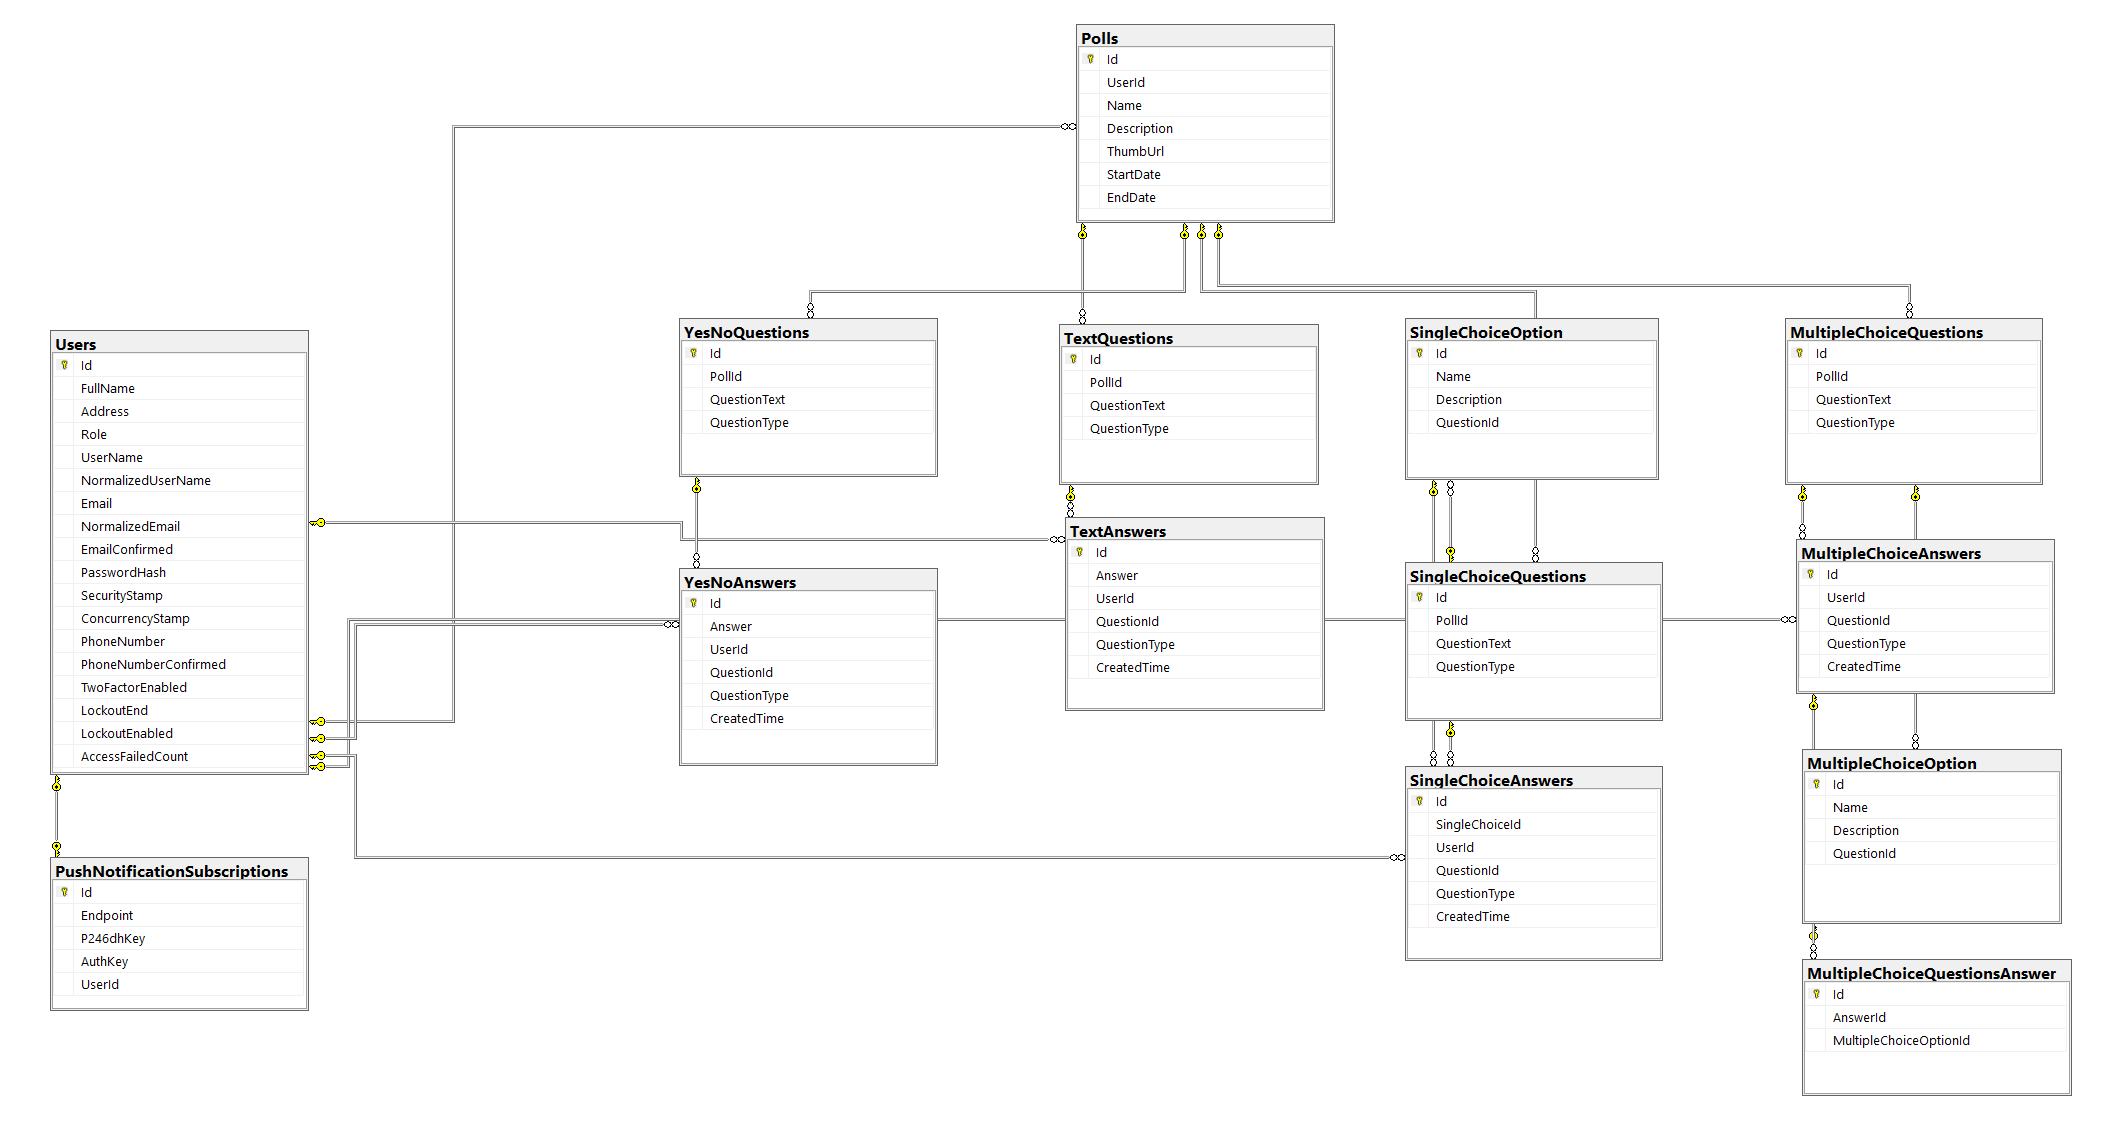 Polls
Id
UserId
Name
Description
ThumbUrl
StartDate
EndDate
Users
Id
FullName
Address
Role
UserName
NormalizedUserName
Email
NormalizedEmail
EmailConfirmed
PasswordHash
SecurityStamp
ConcurrencyStamp
PhoneNumber
PhoneNumberConfirmed
TwoFactorEnabled
LockoutEnd
LockoutEnabled
AccessFailedCount
PushNotificationSubscriptions
Id
Endpoint
P246dhKey
AuthKey
UserId
YesNoQuestions
Id
PollId
QuestionText
QuestionType
YesNoAnswers
Id
Answer
UserId
QuestionId
QuestionType
CreatedTime
TextQuestions
Id
PollId
QuestionText
QuestionType
TextAnswers
Id
Answer
UserId
QuestionId
QuestionType
CreatedTime
SingleChoiceOption
Id
Name
Description
QuestionId
SingleChoiceQuestions
Id
PollId
QuestionText
QuestionType
SingleChoiceAnswers
Id
SingleChoiceId
UserId
QuestionId
QuestionType
CreatedTime
MultipleChoiceQuestions
Id
PollId
QuestionText
QuestionType
MultipleChoiceAnswers
Id
UserId
QuestionId
QuestionType
CreatedTime
MultipleChoiceOption
Id
Name
Description
QuestionId
MultipleChoiceQuestionsAnswer
Id
AnswerId
MultipleChoiceOptionId